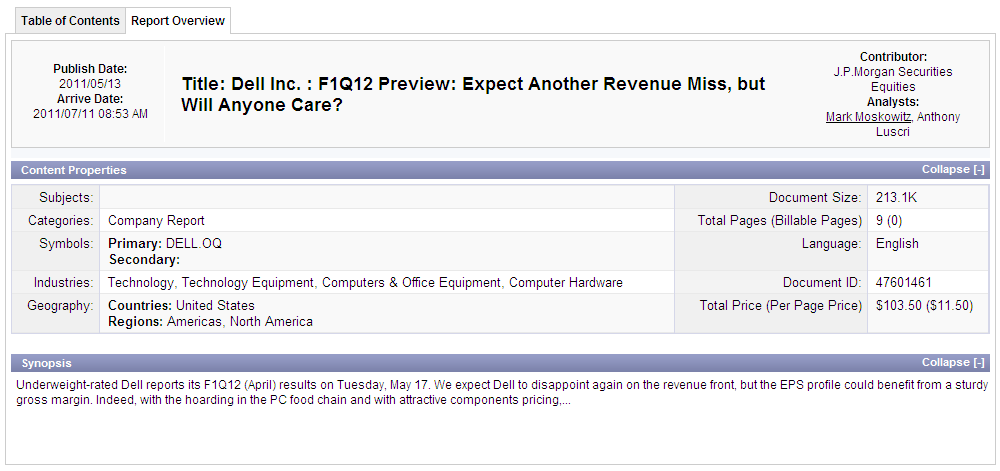 Table of Contents
Report Overview
Publish Date:
2011/05/13
Arrive Date:
2011/07/11 08:53 AM
Title: Dell Inc. : F1Q12 Preview: Expect Another Revenue Miss, but
Will Anyone Care?
Contributor:
J.P.Morgan Securities
Equities
Analysts:
Mark Moskowitz, Anthony
Luscri
Content Properties
Collapse [-]
Subjects:
Document Size: 213.1K
Categories: Company Report
Total Pages (Billable Pages) 9 (0)
Symbols: Primary: DELL.OQ
Secondary:
Language: English
Industries: Technology, Technology Equipment, Computers & Office Equipment, Computer Hardware
Document ID: 47601461
Geography: Countries: United States
Regions: Americas, North America
Total Price (Per Page Price) $103.50 ($11.50)
Synopsis
Collapse [-]
Underweight-rated Dell reports its F1Q12 (April) results on Tuesday, May 17. We expect Dell to disappoint again on the revenue front, but the EPS profile could benefit from a sturdy
gross margin. Indeed, with the hoarding in the PC food chain and with attractive components pricing,...